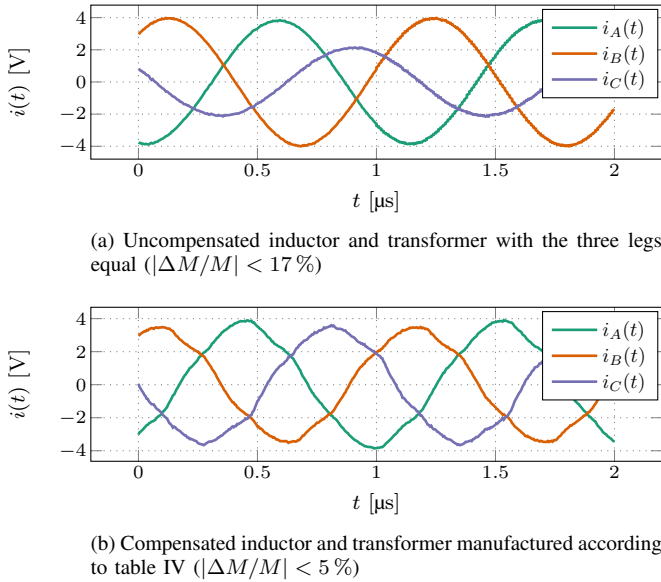 4
2
0
−2
−4
i(t) [V]
i_A(t)
i_B(t)
i_C(t)
0 0.5 1 1.5 2
t [µs]
(a) Uncompensated inductor and transformer with the three legs
equal (|ΔM/M| < 17 %)
4
2
0
−2
−4
i(t) [V]
i_A(t)
i_B(t)
i_C(t)
0 0.5 1 1.5 2
t [µs]
(b) Compensated inductor and transformer manufactured according
to table IV (|ΔM/M| < 5 %)